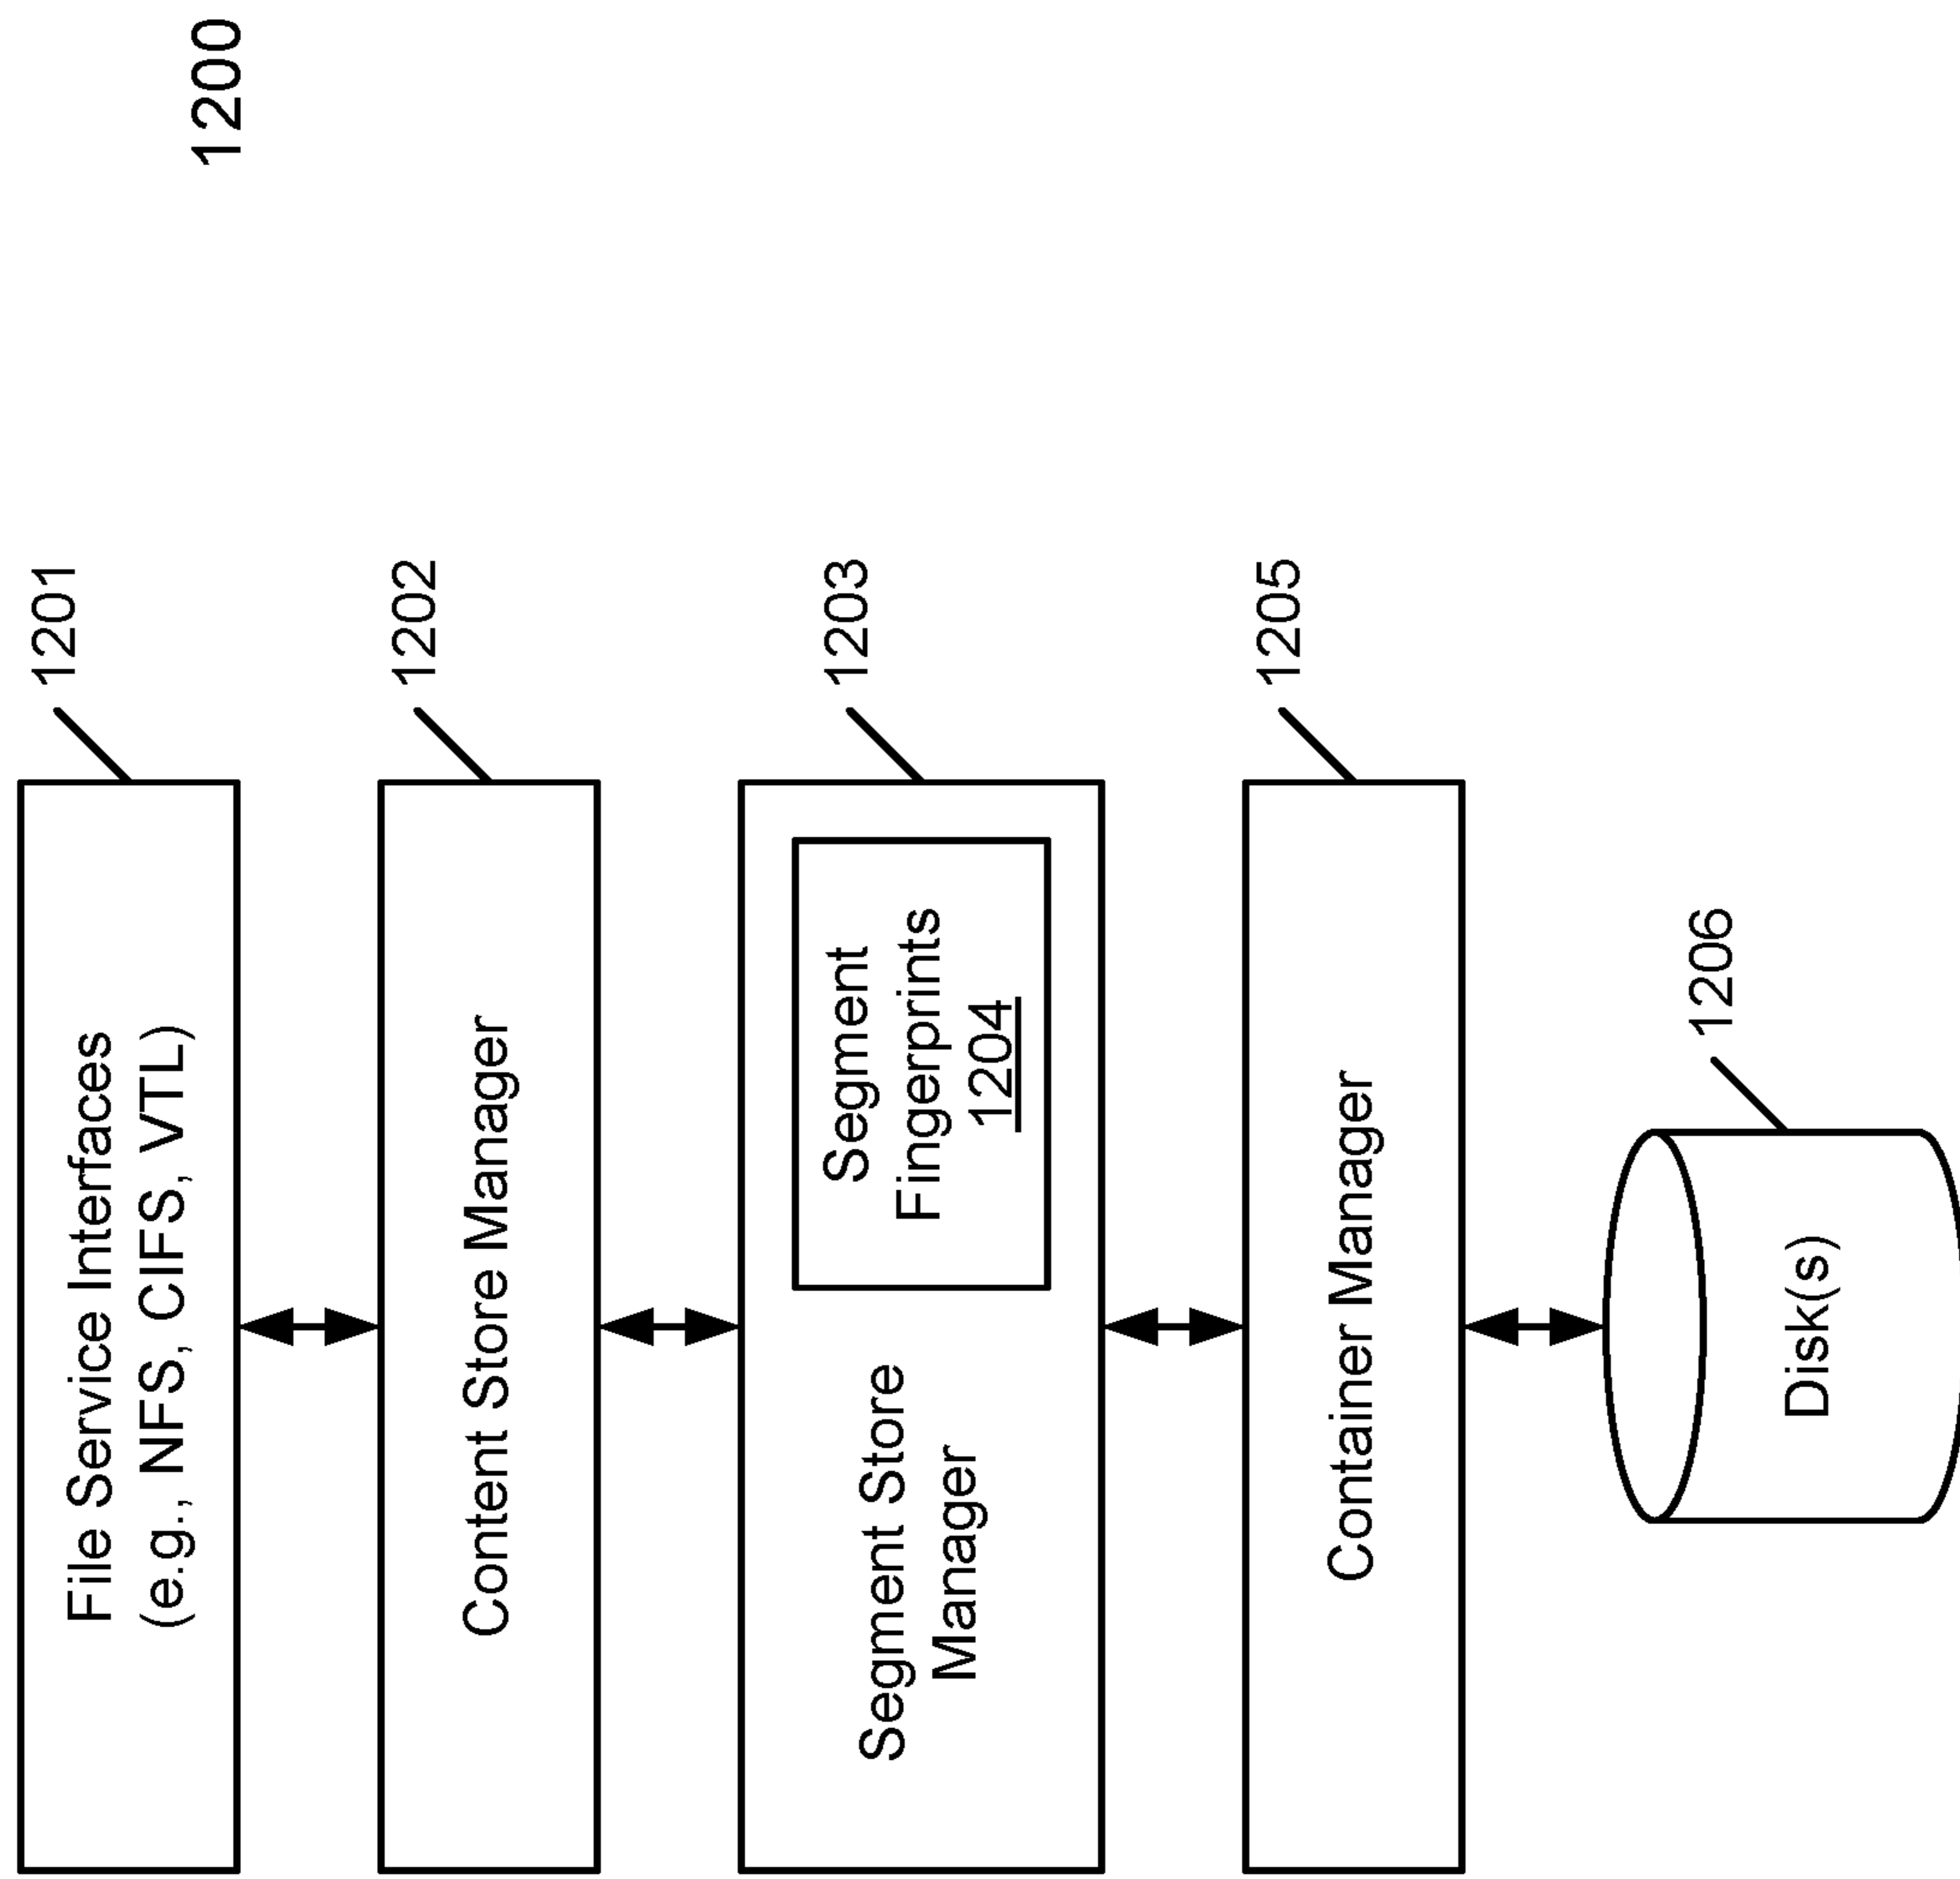 1200
File Service Interfaces
(e.g., NFS, CIFS, VTL)
1201
Content Store Manager
1202
Segment Store
Manager
Segment
Fingerprints
1204
1203
Container Manager
1205
Disk(s)
1206